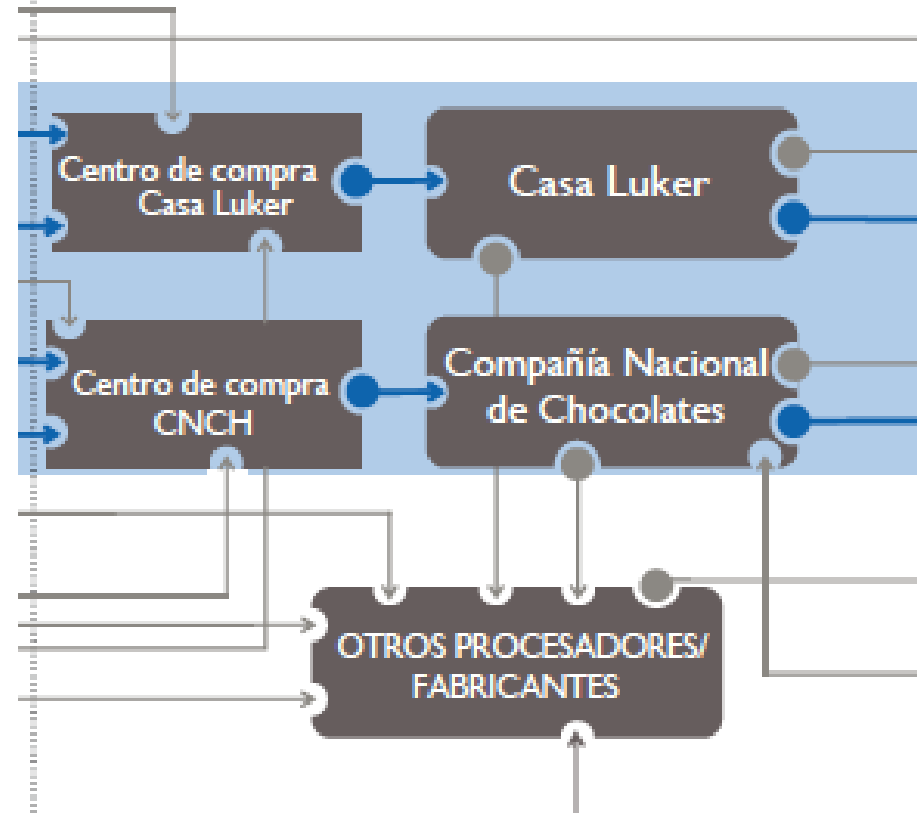 Centro de compra
Casa Luker
Casa Luker
Centro de compra
CNCH
Compañía Nacional
de Chocolates
OTROS PROCESADORES/
FABRICANTES